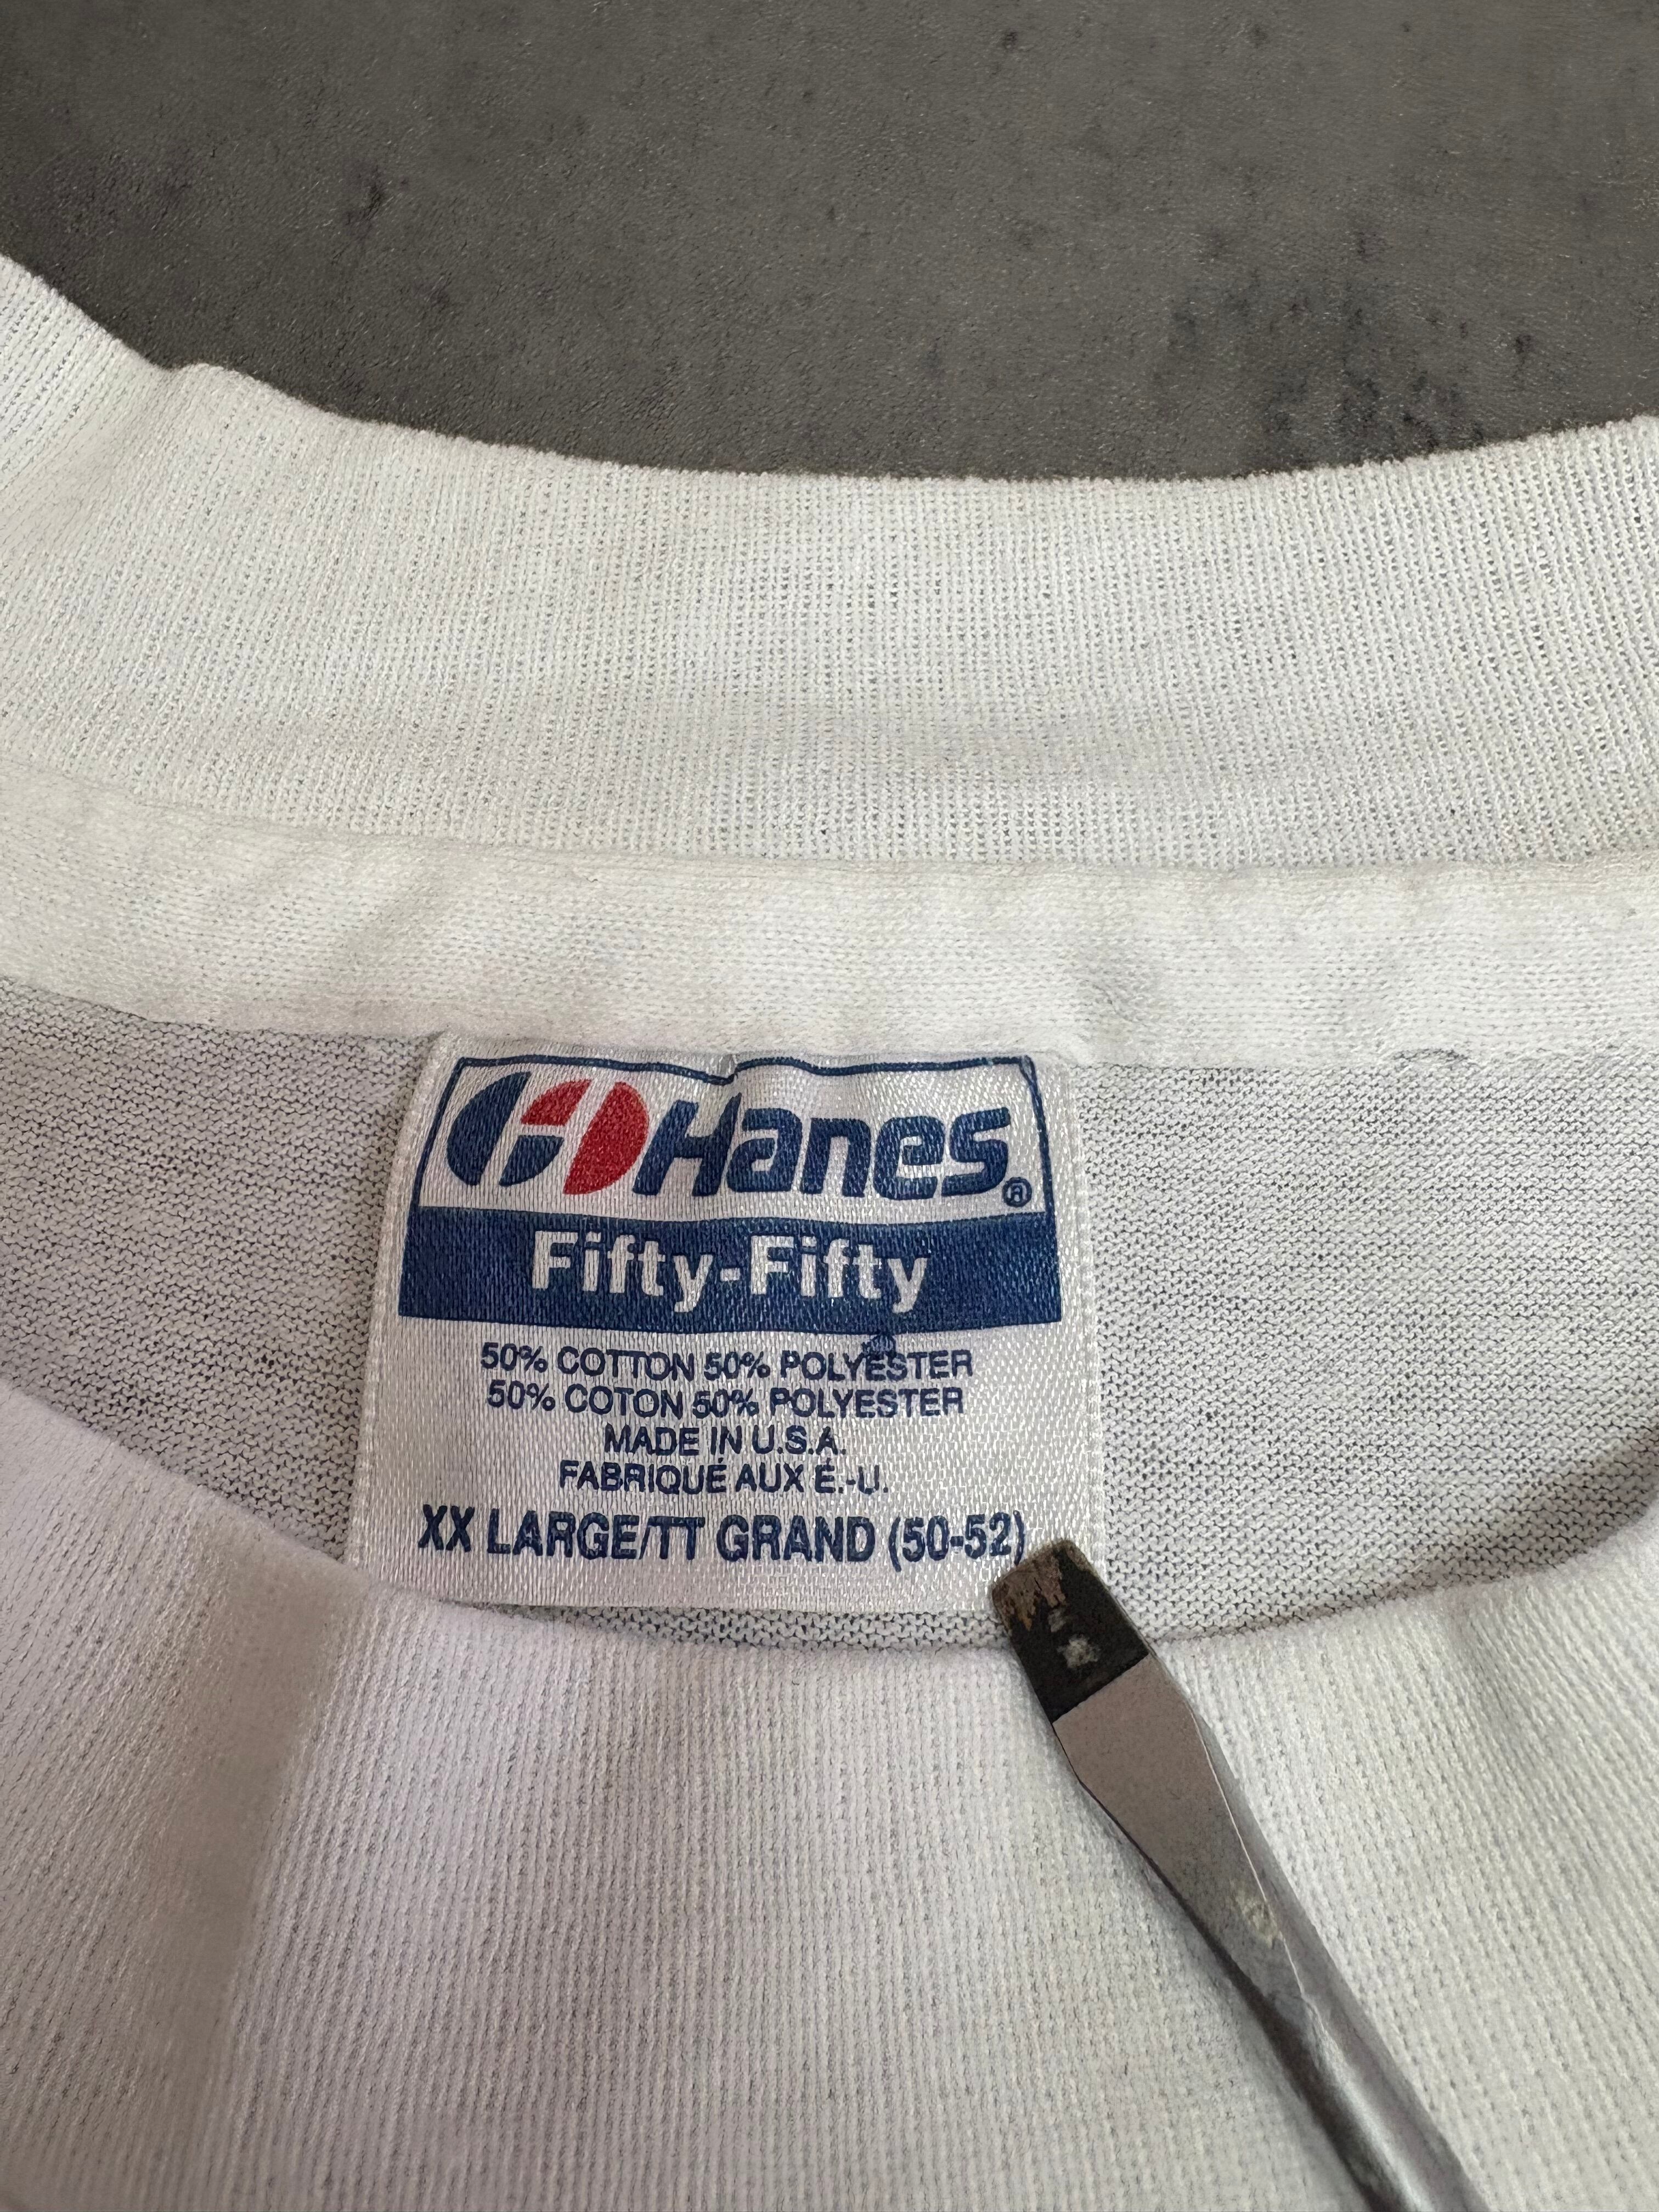 Hanes®
Fifty-Fifty
50% COTTON 50% POLYESTER
50% COTON 50% POLYESTER
MADE IN U.S.A.
FABRIQUÉ AUX É.-U.
XX LARGE/TT GRAND (50-52)